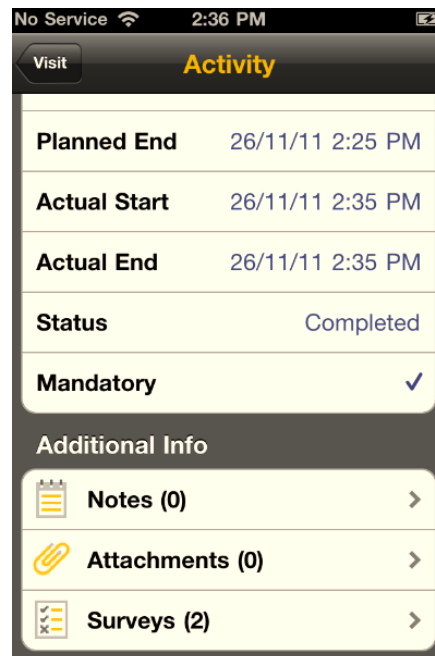 No Service 2:36 PM
Visit Activity
Planned End 26/11/11 2:25 PM
Actual Start 26/11/11 2:35 PM
Actual End 26/11/11 2:35 PM
Status Completed
Mandatory ✓
Additional Info
Notes (0)
Attachments (0)
Surveys (2)